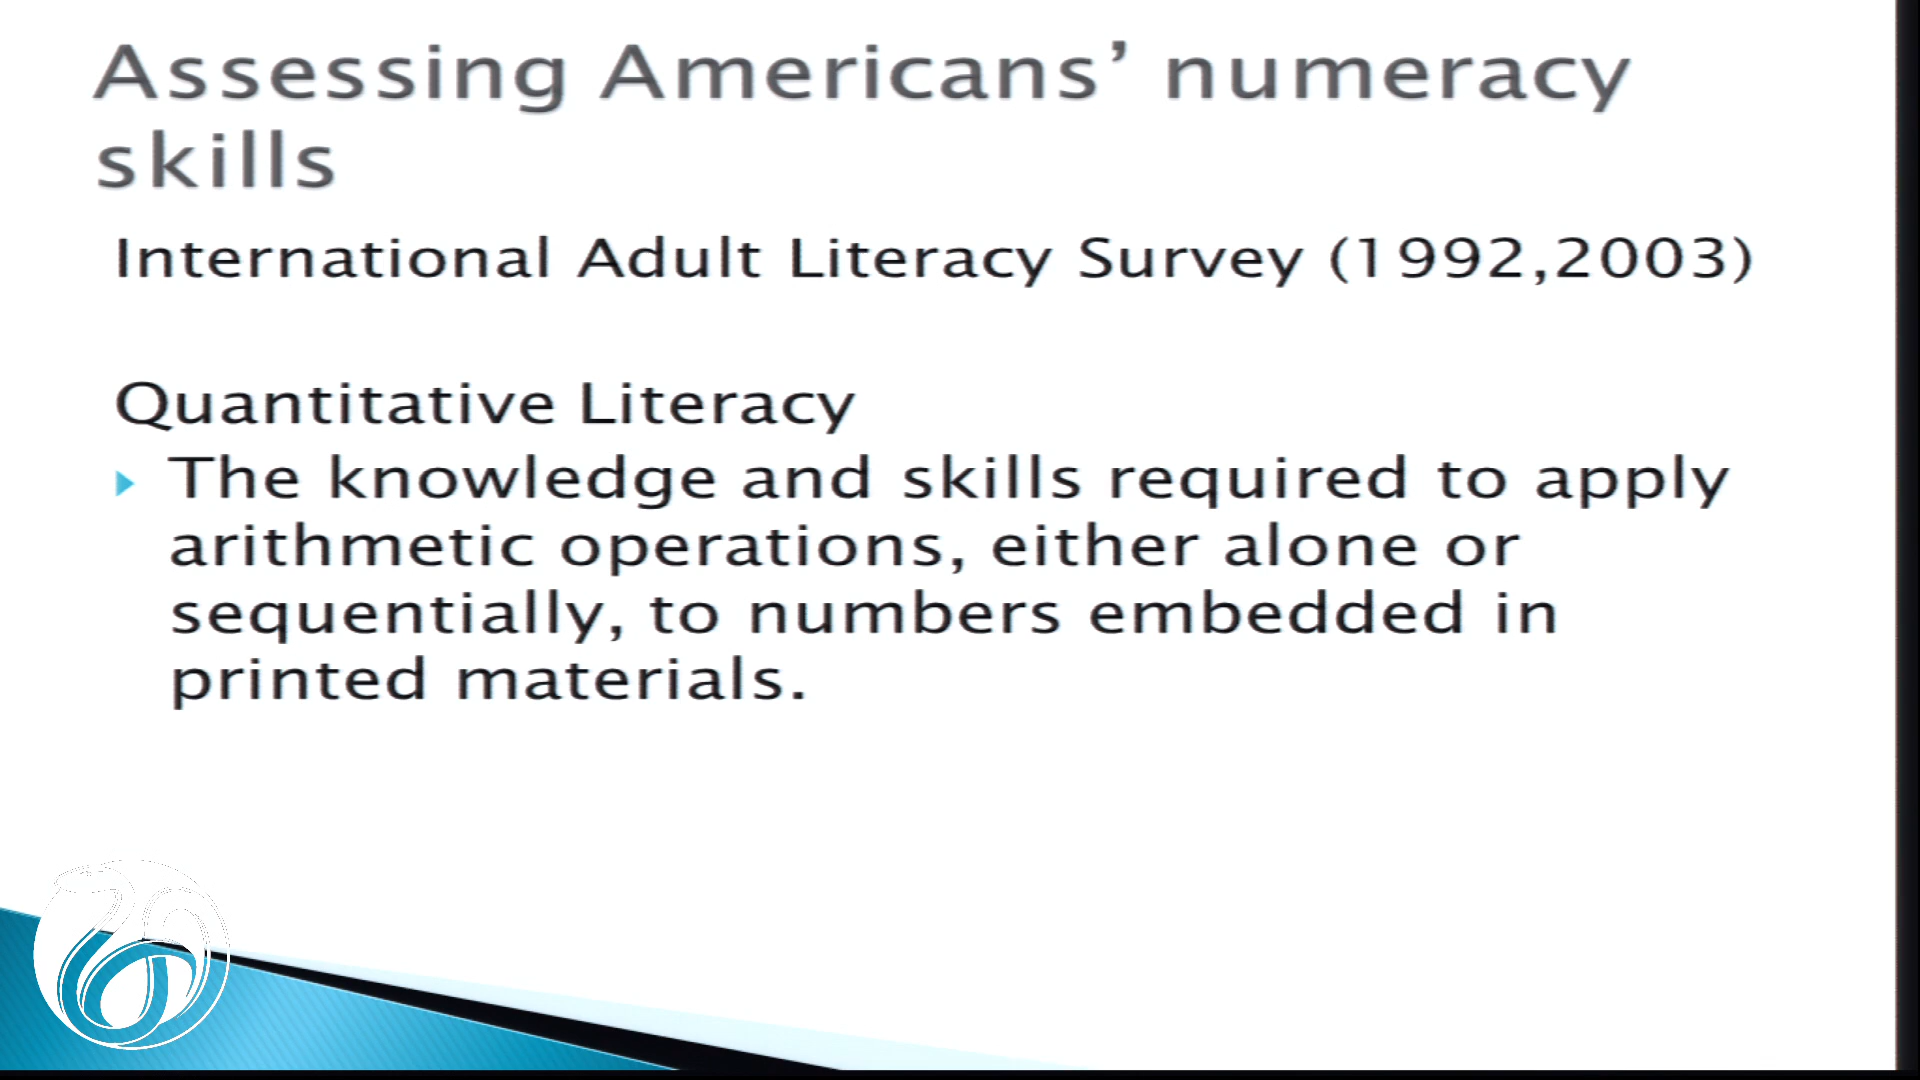 Assessing Americans’ numeracy
skills
International Adult Literacy Survey (1992,2003)
Quantitative Literacy
The knowledge and skills required to apply
arithmetic operations, either alone or
sequentially, to numbers embedded in
printed materials.